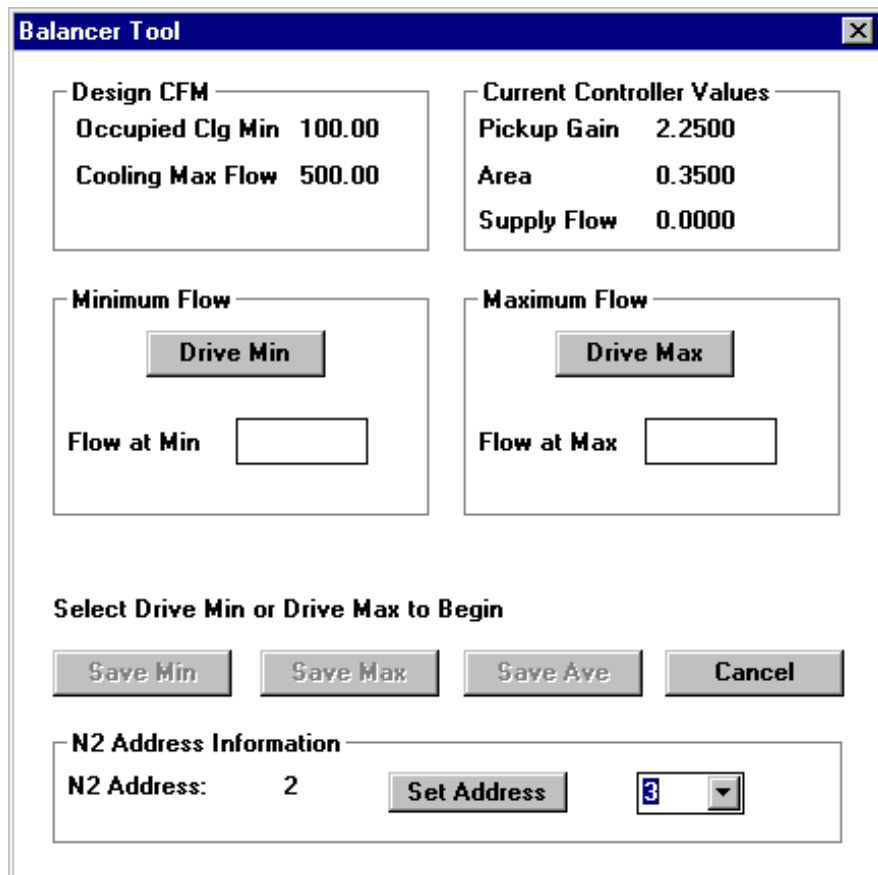 Balancer Tool
Design CFM
Occupied Clg Min 100.00
Cooling Max Flow 500.00
Current Controller Values
Pickup Gain 2.2500
Area 0.3500
Supply Flow 0.0000
Minimum Flow
Drive Min
Flow at Min
Maximum Flow
Drive Max
Flow at Max
Select Drive Min or Drive Max to Begin
Save Min Save Max Save Ave Cancel
N2 Address Information
N2 Address: 2 Set Address 3